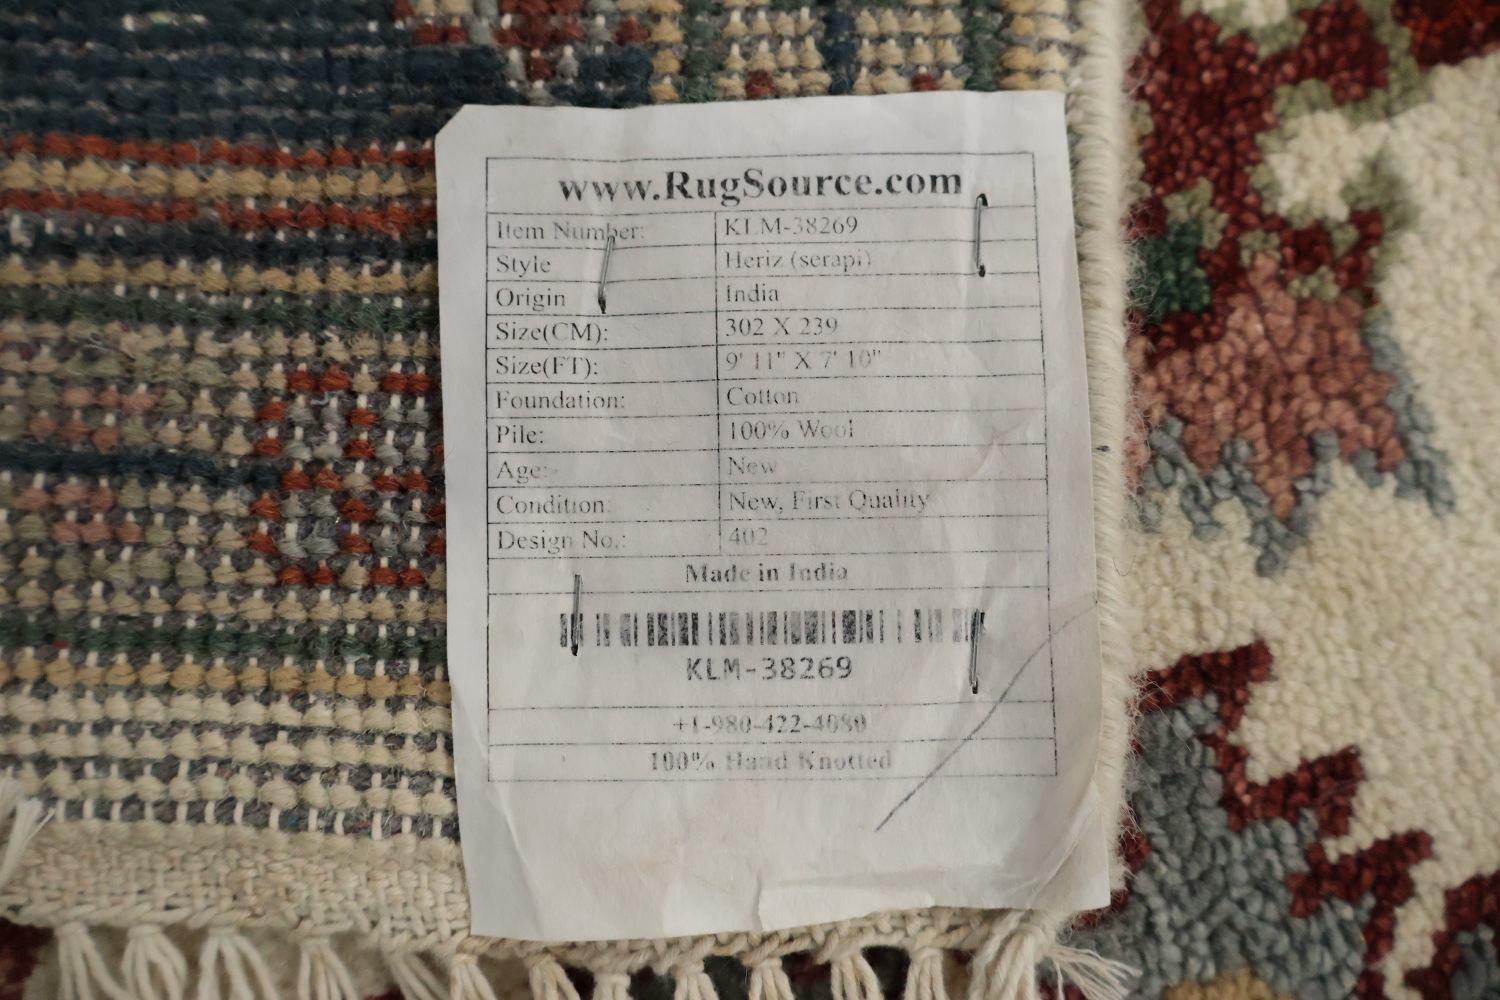 www.RugSource.com
Item Number: KLM-38269
Style Heriz (serapi)
Origin India
Size(CM): 302 X 239
Size(FT): 9' 11" X 7' 10"
Foundation: Cotton
Pile: 100% Wool
Age: New
Condition: New, First Quality
Design No.: 402
Made in India
KLM-38269
+1-980-422-4080
100% Hand Knotted